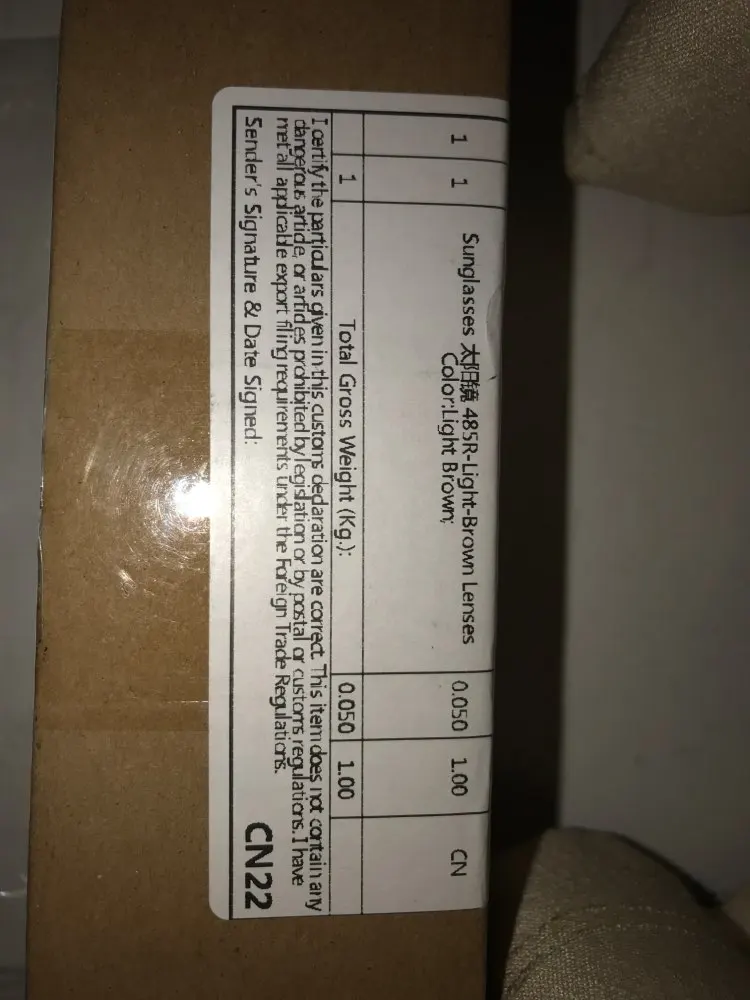 1 1 Sunglasses 太阳镜 485R-Light-Brown Lenses 0.050 1.00 CN
Color:Light Brown;
1 Total Gross Weight (Kg.): 0.050 1.00
I certify the particulars given in this customs declaration are correct. This item does not contain any
dangerous article, or articles prohibited by legislation or by postal or customs regulations. I have
met all applicable export filing requirements under the Foreign Trade Regulations.
Sender's Signature & Date Signed: CN22